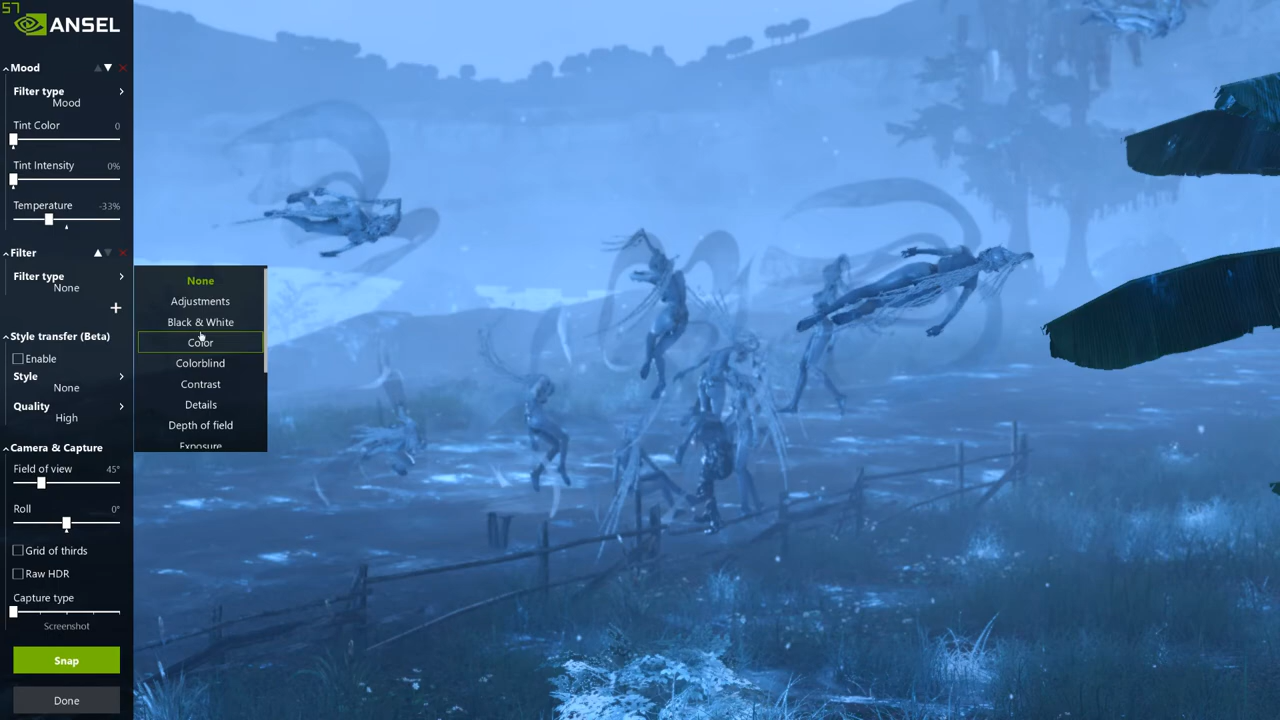 57
ANSEL
Mood
Filter type
Mood
Tint Color 0
Tint Intensity 0%
Temperature -33%
Filter
Filter type
None
None
Adjustments
Black & White
Color
Colorblind
Contrast
Details
Depth of field
Exposure
+
Style transfer (Beta)
Enable
Style
None
Quality
High
Camera & Capture
Field of view 45°
Roll 0°
Grid of thirds
Raw HDR
Capture type
Screenshot
Snap
Done